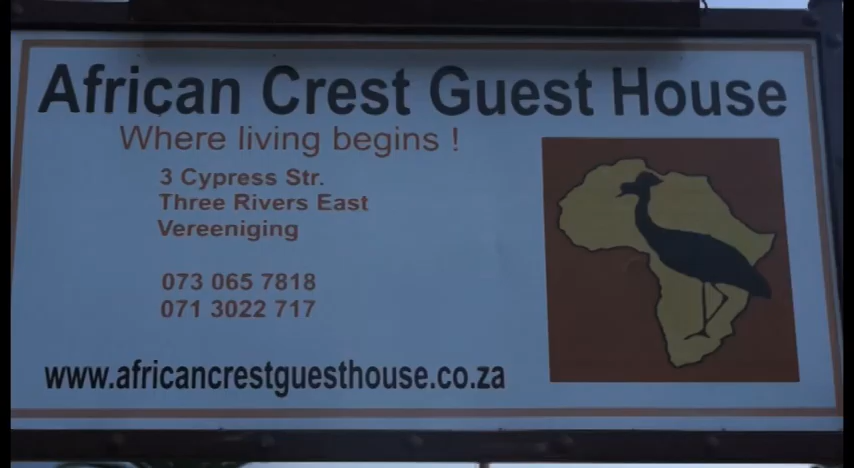 African Crest Guest House
Where living begins !
3 Cypress Str.
Three Rivers East
Vereeniging
073 065 7818
071 3022 717
www.africancrestguesthouse.co.za